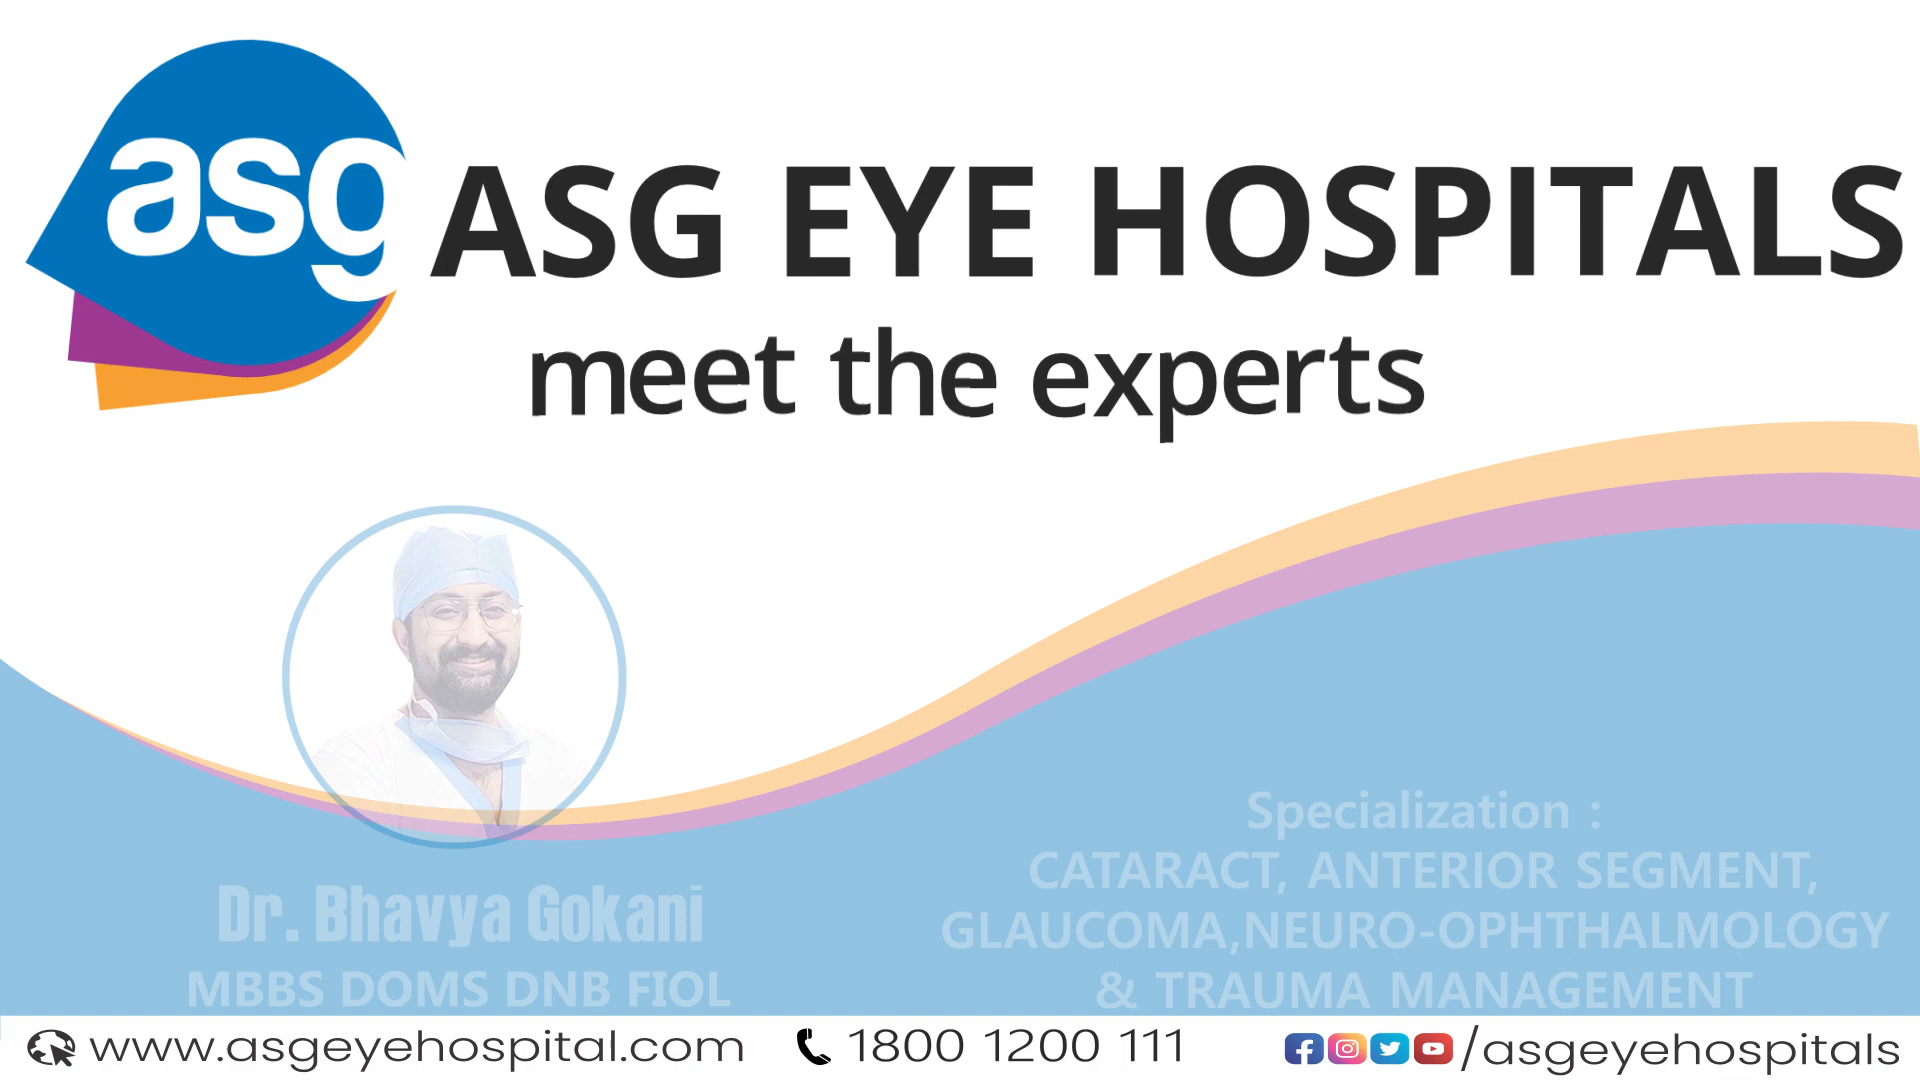 asg
ASG EYE HOSPITALS
meet the experts
Dr. Bhavya Gokani
MBBS DOMS DNB FIOL
Specialization :
CATARACT, ANTERIOR SEGMENT,
GLAUCOMA,NEURO-OPHTHALMOLOGY
& TRAUMA MANAGEMENT
www.asgeyehospital.com
1800 1200 111
/asgeyehospitals